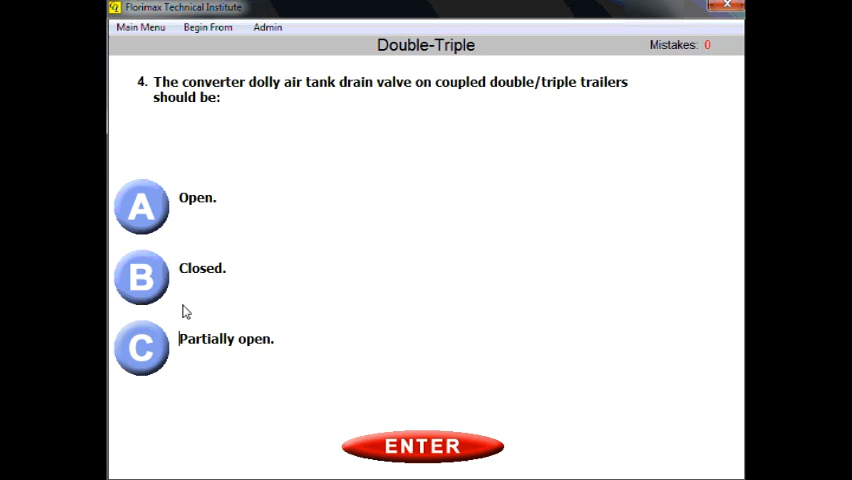 Florimax Technical Institute
Main Menu Begin From Admin
Double-Triple Mistakes: 0
4. The converter dolly air tank drain valve on coupled double/triple trailers
should be:
A Open.
B Closed.
C Partially open.
ENTER